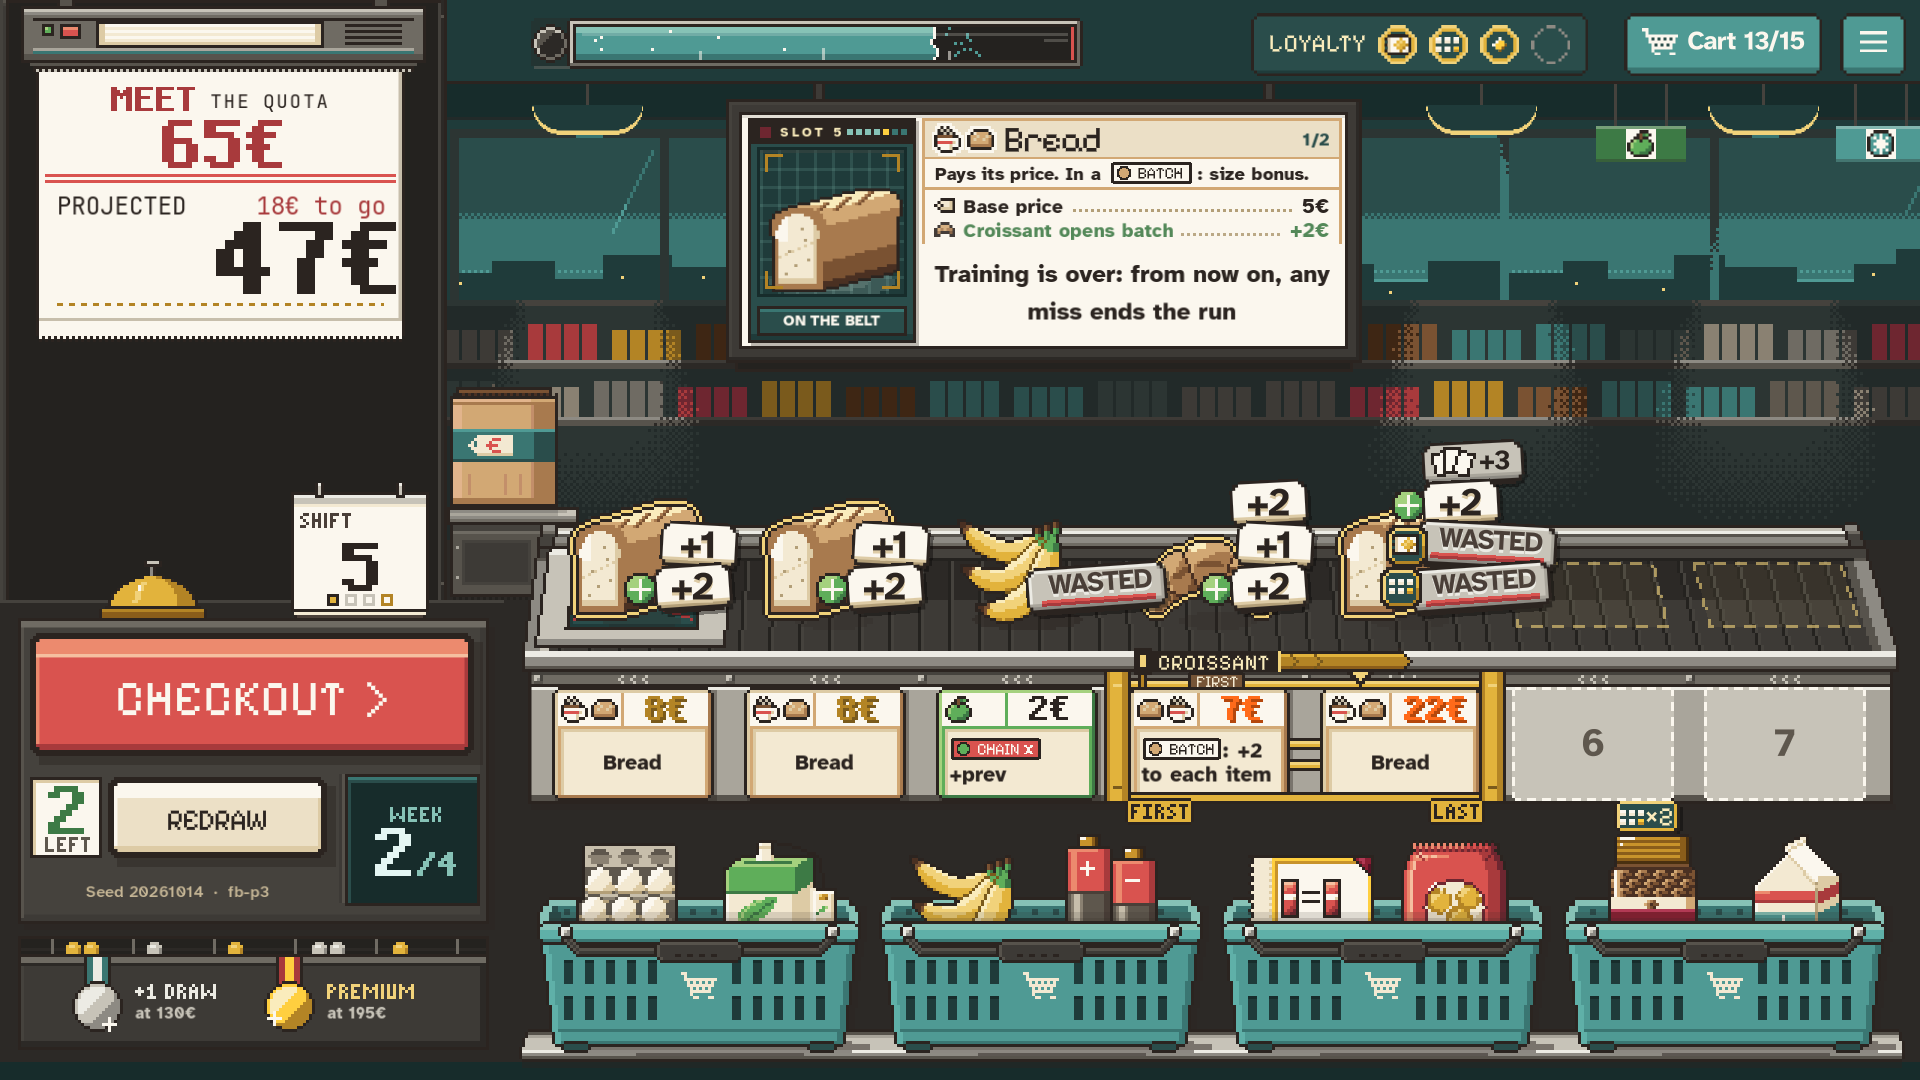 MEET THE QUOTA
65€
PROJECTED
18€ to go
47€
SHIFT
5
CHECKOUT >
2
LEFT
REDRAW
WEEK
2/4
Seed 20261014 · fb-p3
+1 DRAW
at 130€
PREMIUM
at 195€
LOYALTY
Cart 13/15
SLOT 5
ON THE BELT
Bread
1/2
Pays its price. In a BATCH : size bonus.
Base price 5€
Croissant opens batch +2€
Training is over: from now on, any
miss ends the run
€
+1
+2
+1
+2
WASTED
+2
+1
+2
+3
+2
WASTED
WASTED
CROISSANT
FIRST
8€
Bread
8€
Bread
2€
CHAIN x
+prev
7€
BATCH: +2
to each item
22€
Bread
6
7
FIRST
LAST
×2